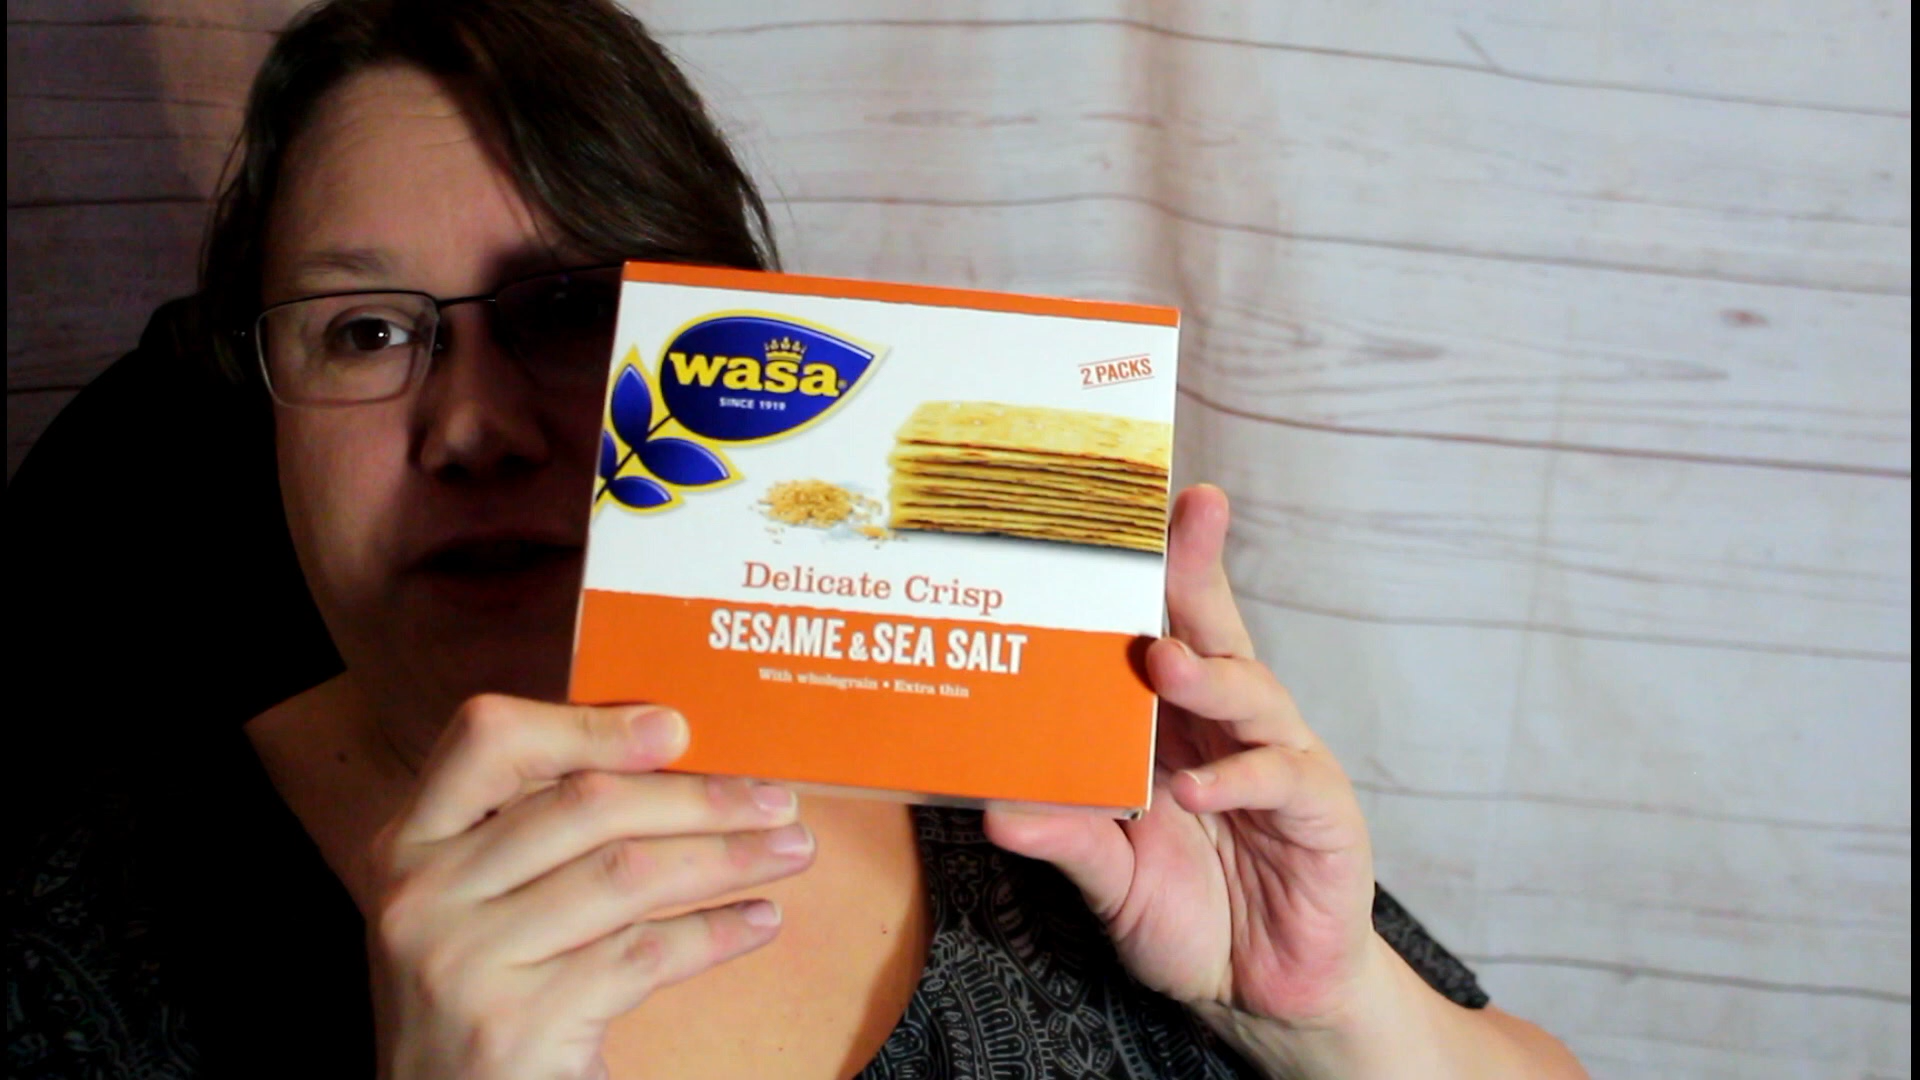 wasa
SINCE 1919
2 PACKS
Delicate Crisp
SESAME & SEA SALT
With wholegrain • Extra thin